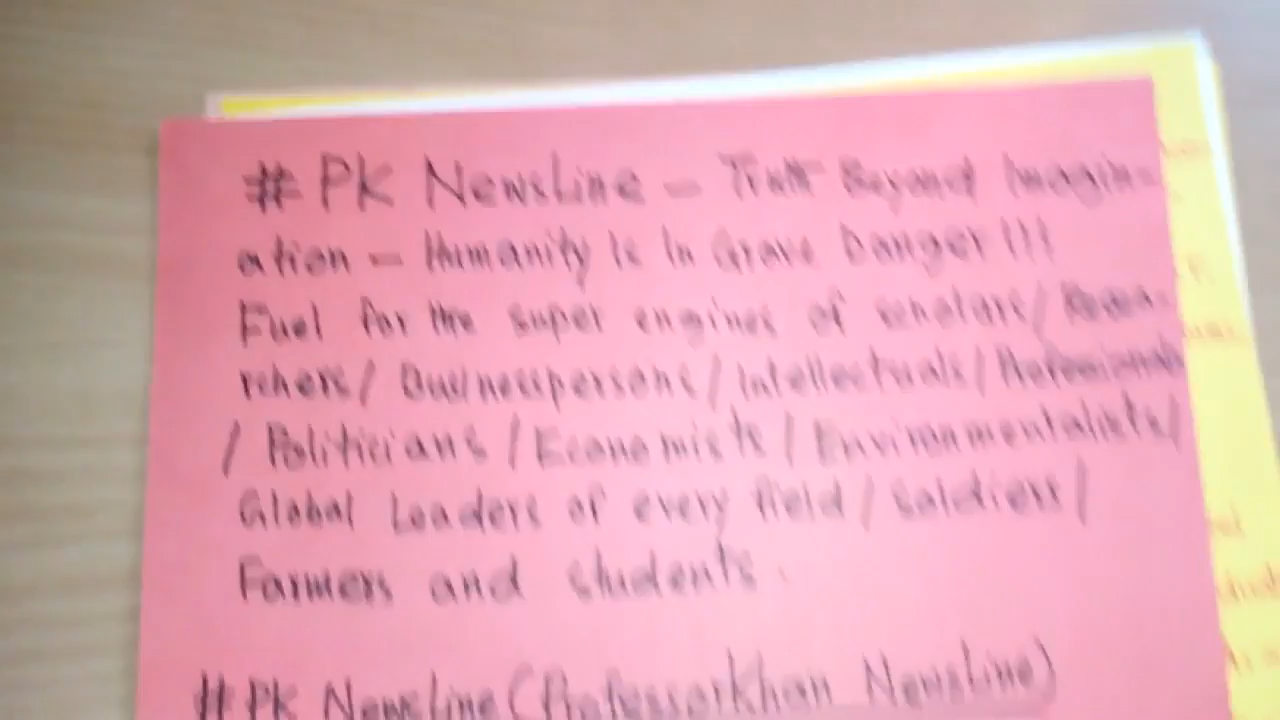 # PK NewsLine – Truth Beyond Imagin-
ation – Humanity Is In Grave Danger !!!
Fuel for the super engines of scholars/ Resea-
rchers/ Businesspersons/ Intellectuals/ Professionals
/ Politicians / Economists / Environmentalists/
Global Leaders of every field / Soldiers /
Farmers and students.
# PK NewsLine (ProfessorKhan NewsLine)